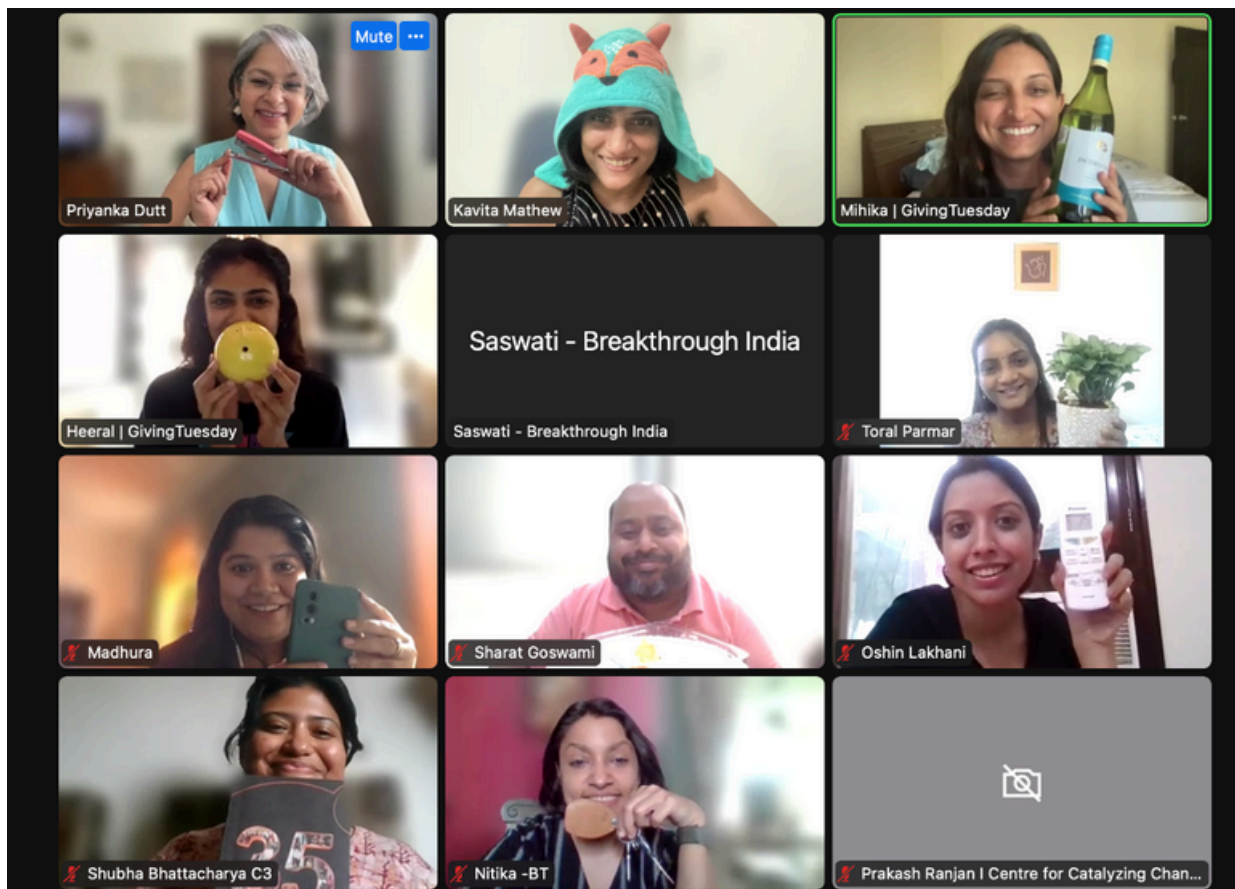 Mute
Priyanka Dutt
Kavita Mathew
Mihika | GivingTuesday
Heeral | GivingTuesday
Saswati - Breakthrough India
Saswati - Breakthrough India
Toral Parmar
Madhura
Sharat Goswami
Oshin Lakhani
35
Shubha Bhattacharya C3
Nitika -BT
Prakash Ranjan I Centre for Catalyzing Chan...